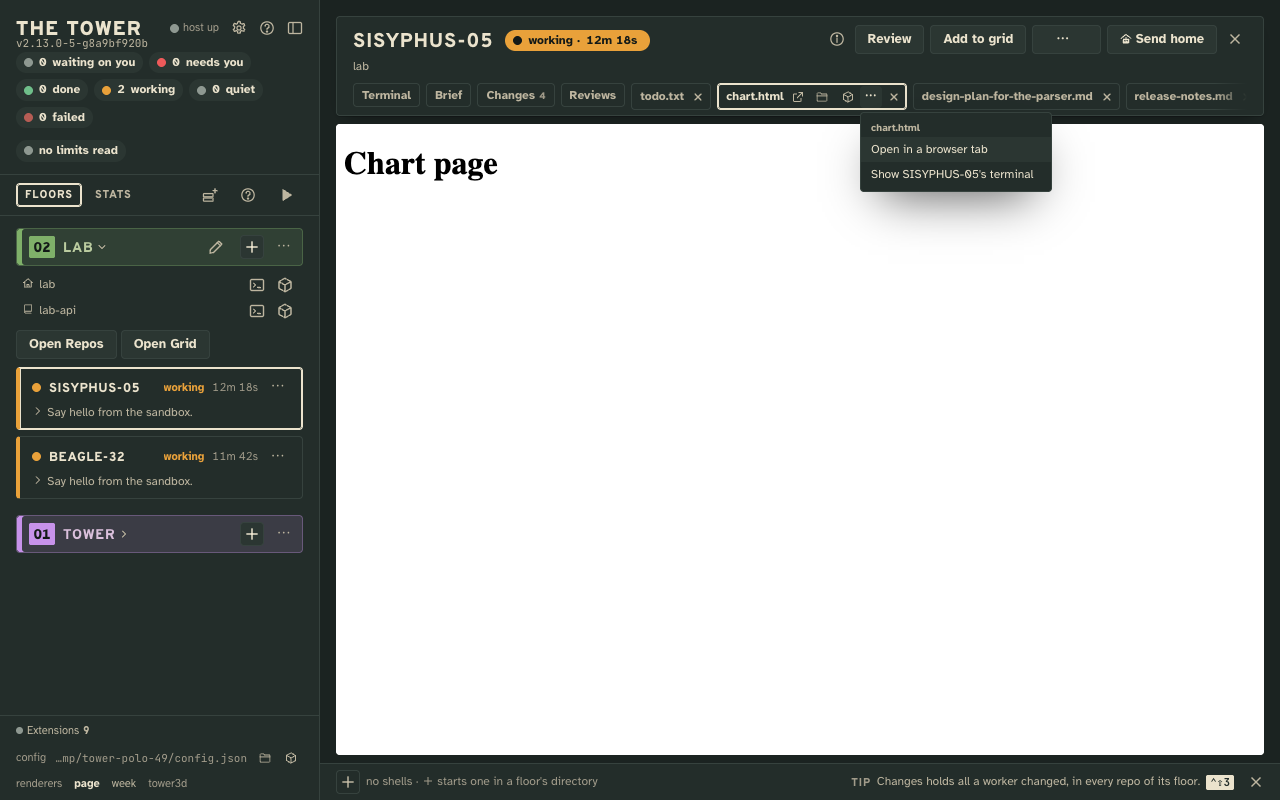 THE TOWER
host up
v2.13.0-5-g8a9bf920b
0 waiting on you
0 needs you
0 done
2 working
0 quiet
0 failed
no limits read
FLOORS
STATS
02 LAB
lab
lab-api
Open Repos
Open Grid
SISYPHUS-05 working 12m 18s ...
Say hello from the sandbox.
BEAGLE-32 working 11m 42s ...
Say hello from the sandbox.
01 TOWER
Extensions 9
config …mp/tower-polo-49/config.json
renderers page week tower3d
SISYPHUS-05 working · 12m 18s
Review
Add to grid
...
Send home
lab
Terminal
Brief
Changes 4
Reviews
todo.txt
chart.html
design-plan-for-the-parser.md
release-notes.md
chart.html
Open in a browser tab
Show SISYPHUS-05's terminal
Chart page
no shells · + starts one in a floor's directory
TIP Changes holds all a worker changed, in every repo of its floor. ⌃⇧3